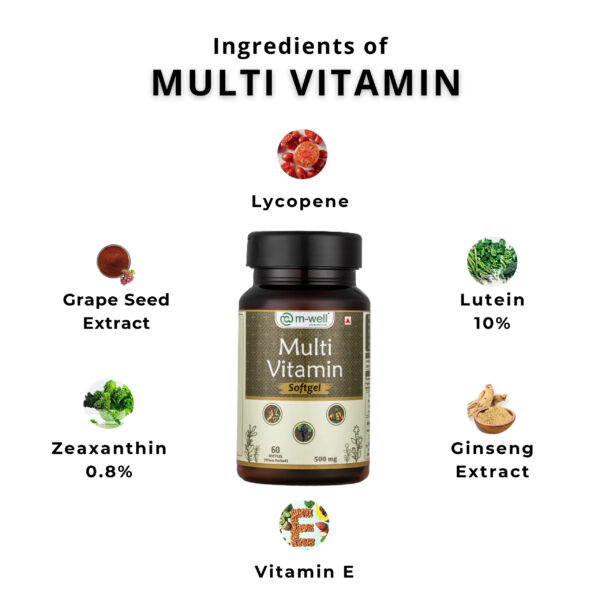 Ingredients of
MULTI VITAMIN
Lycopene
Grape Seed
Extract
Lutein
10%
m-well
Multi
Vitamin
Softgel
Zeaxanthin
0.8%
Ginseng
Extract
60
SOFTGEL
500 mg
Vitamin E